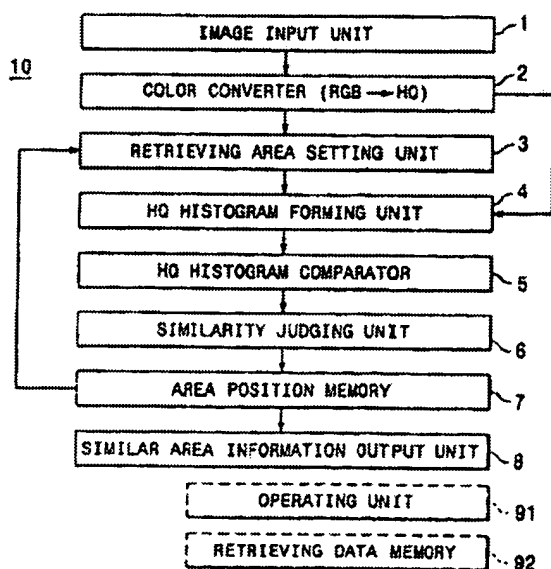 IMAGE INPUT UNIT
1
10
2
COLOR CONVERTER (RGB → HQ)
3
RETRIEVING AREA SETTING UNIT
4
HQ HISTOGRAM FORMING UNIT
HQ HISTOGRAM COMPARATOR
5
SIMILARITY JUDGING UNIT
6
AREA POSITION MEMORY
7
SIMILAR AREA INFORMATION OUTPUT UNIT
8
OPERATING UNIT
91
RETRIEVING DATA MEMORY
92